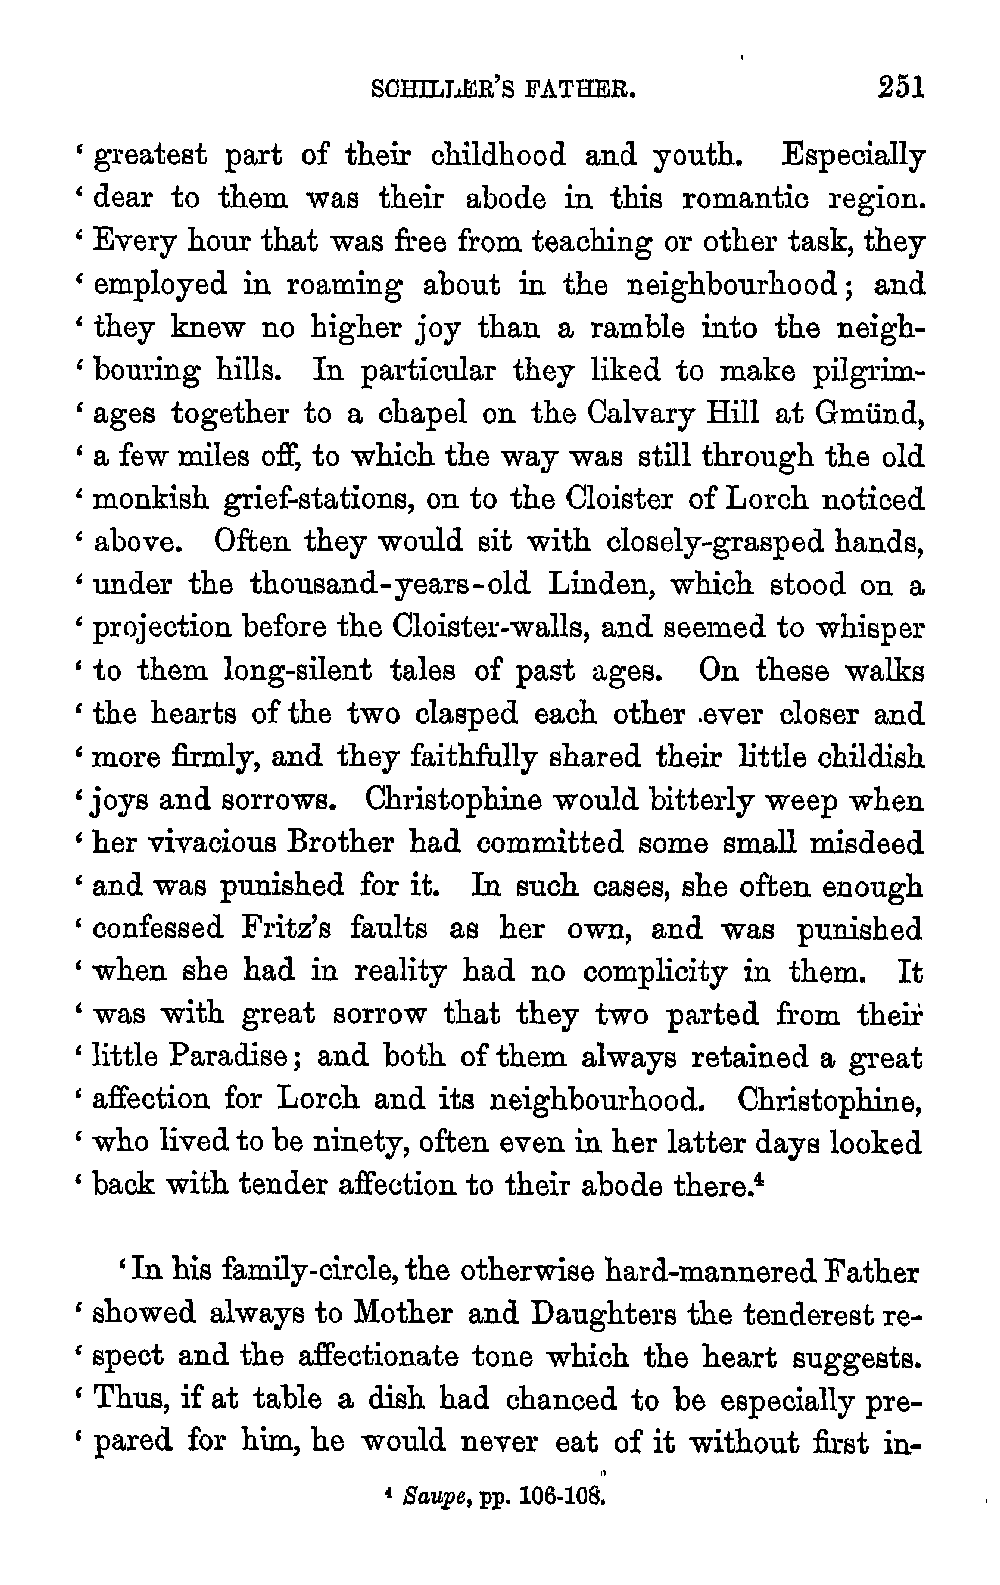 SCHILLER'S FATHER. 251
‘ greatest part of their childhood and youth. Especially
‘ dear to them was their abode in this romantic region.
‘ Every hour that was free from teaching or other task, they
‘ employed in roaming about in the neighbourhood; and
‘ they knew no higher joy than a ramble into the neigh-
‘ bouring hills. In particular they liked to make pilgrim-
‘ ages together to a chapel on the Calvary Hill at Gmünd,
‘ a few miles off, to which the way was still through the old
‘ monkish grief-stations, on to the Cloister of Lorch noticed
‘ above. Often they would sit with closely-grasped hands,
‘ under the thousand-years-old Linden, which stood on a
‘ projection before the Cloister-walls, and seemed to whisper
‘ to them long-silent tales of past ages. On these walks
‘ the hearts of the two clasped each other ever closer and
‘ more firmly, and they faithfully shared their little childish
‘ joys and sorrows. Christophine would bitterly weep when
‘ her vivacious Brother had committed some small misdeed
‘ and was punished for it. In such cases, she often enough
‘ confessed Fritz's faults as her own, and was punished
‘ when she had in reality had no complicity in them. It
‘ was with great sorrow that they two parted from their
‘ little Paradise; and both of them always retained a great
‘ affection for Lorch and its neighbourhood. Christophine,
‘ who lived to be ninety, often even in her latter days looked
‘ back with tender affection to their abode there.⁴
‘ In his family-circle, the otherwise hard-mannered Father
‘ showed always to Mother and Daughters the tenderest re-
‘ spect and the affectionate tone which the heart suggests.
‘ Thus, if at table a dish had chanced to be especially pre-
‘ pared for him, he would never eat of it without first in-
⁴ Saupe, pp. 106-108.